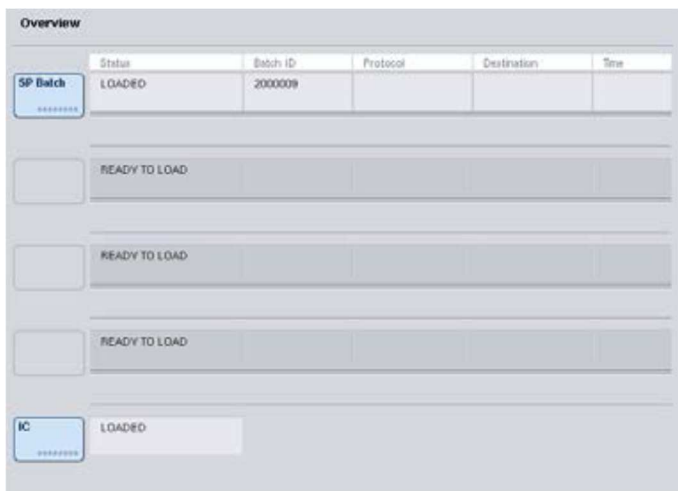 Overview
Status Batch ID Protocol Destination Time
SP Batch LOADED 2000009
READY TO LOAD
READY TO LOAD
READY TO LOAD
IC LOADED